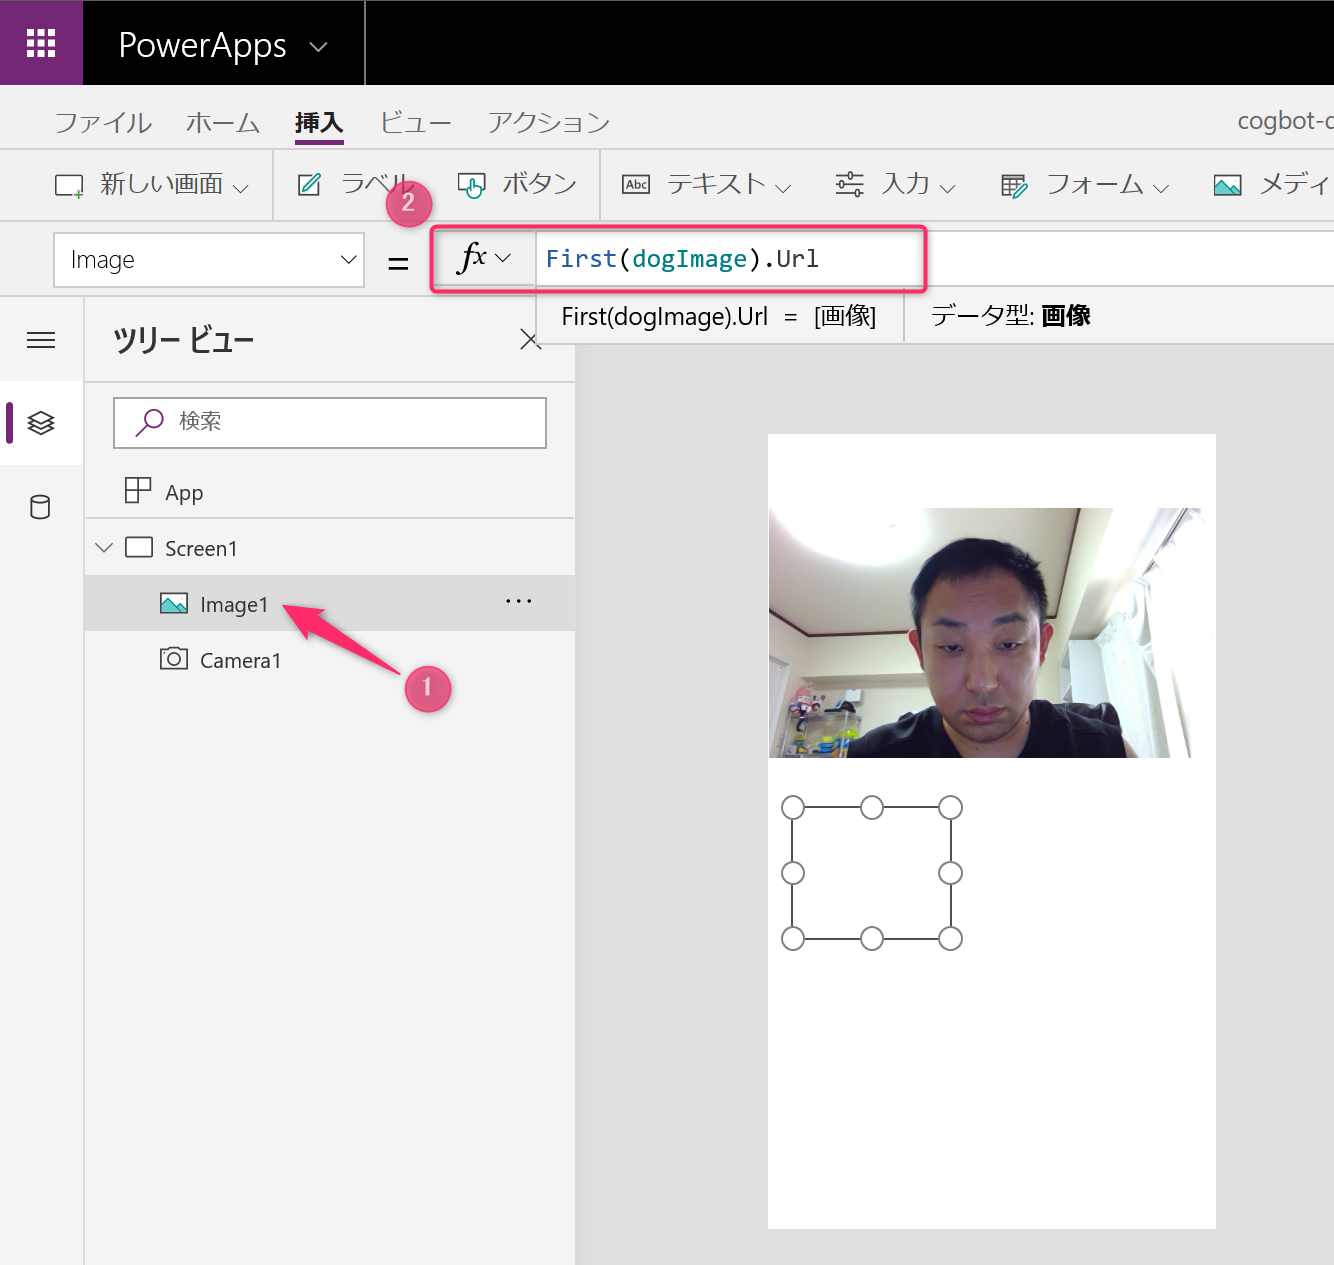 PowerApps
ファイル ホーム 挿入 ビュー アクション cogbot-d
新しい画面 ラベル ボタン Abc テキスト 入力 フォーム メディ
2
Image = fx First(dogImage).Url
First(dogImage).Url = [画像] データ型: 画像
ツリー ビュー
検索
App
Screen1
Image1 ...
Camera1
1